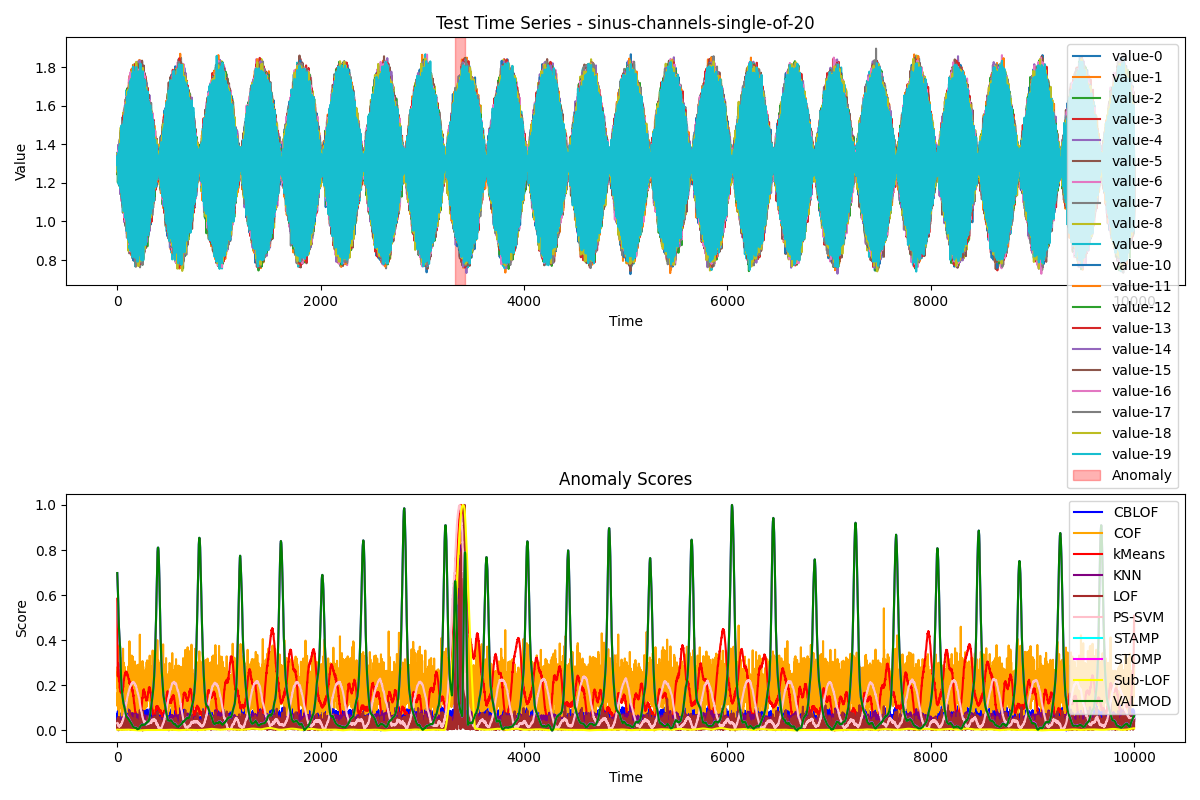 Test Time Series - sinus-channels-single-of-20
Value
1.8
1.6
1.4
1.2
1.0
0.8
0
2000
4000
6000
8000
10000
Time
value-0
value-1
value-2
value-3
value-4
value-5
value-6
value-7
value-8
value-9
value-10
value-11
value-12
value-13
value-14
value-15
value-16
value-17
value-18
value-19
Anomaly
Anomaly Scores
Score
1.0
0.8
0.6
0.4
0.2
0.0
0
2000
4000
6000
8000
10000
Time
CBLOF
COF
kMeans
KNN
LOF
PS-SVM
STAMP
STOMP
Sub-LOF
VALMOD